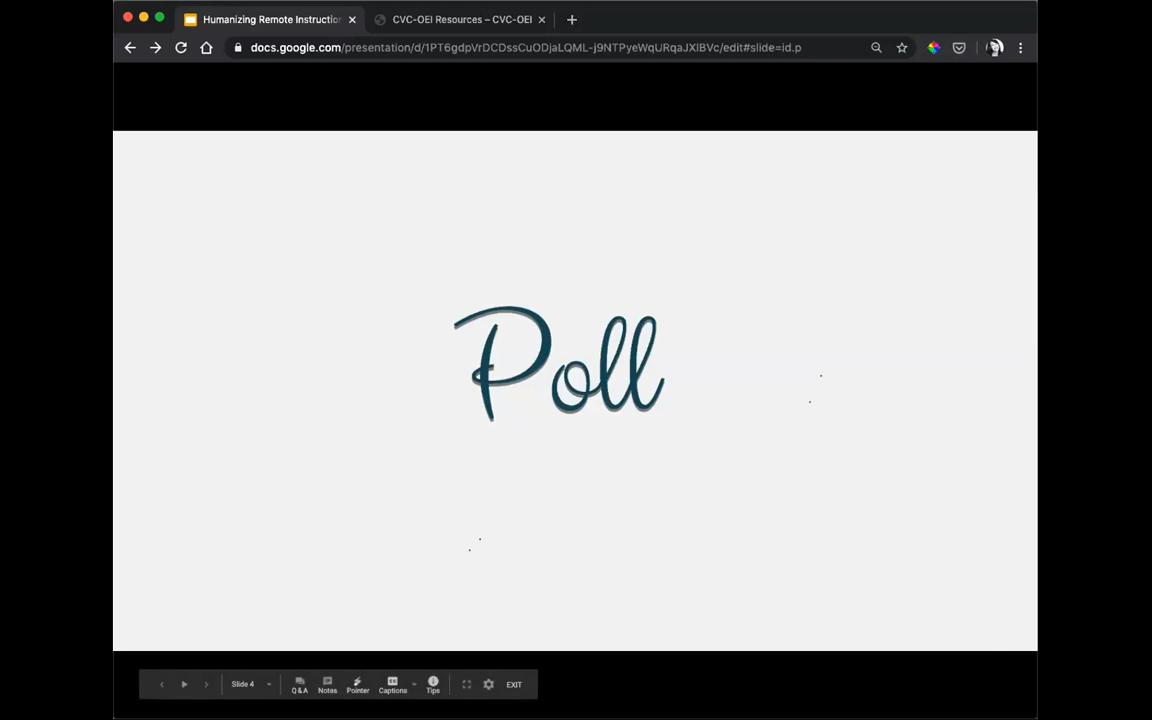 Humanizing Remote Instruction
CVC-OEI Resources – CVC-OEI
docs.google.com/presentation/d/1PT6gdpVrDCDssCuODjaLQML-j9NTPyeWqURqaJXlBVc/edit#slide=id.p
Poll
Slide 4
Q&A
Notes
Pointer
Captions
Tips
EXIT